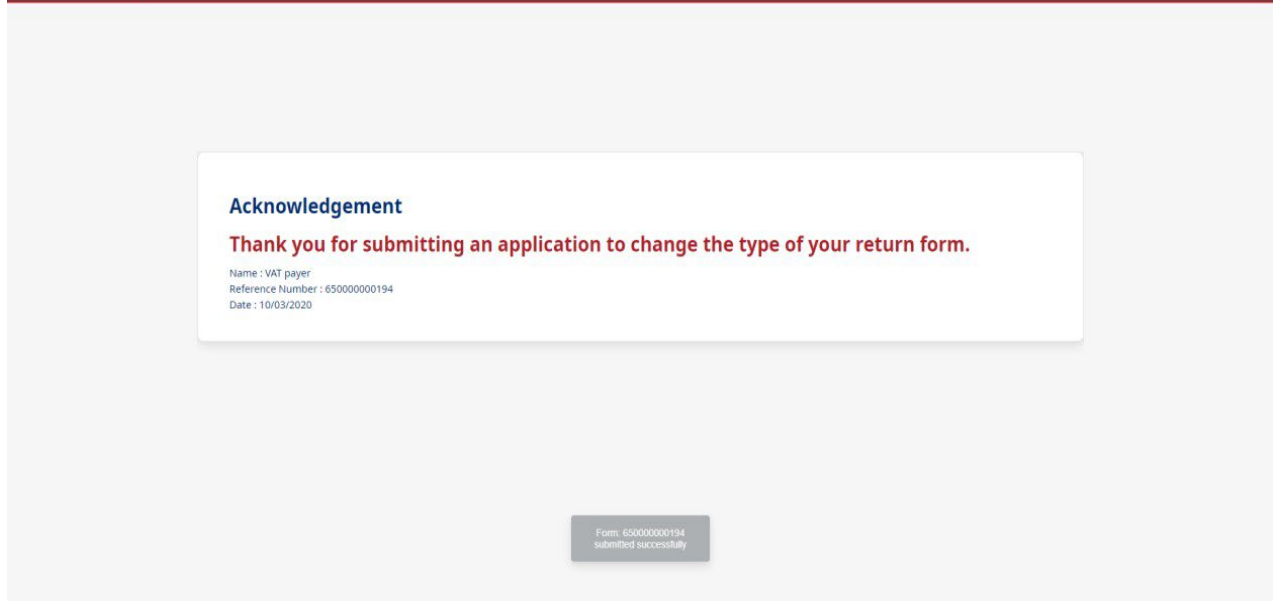 Acknowledgement
Thank you for submitting an application to change the type of your return form.
Name : VAT payer
Reference Number : 650000000194
Date : 10/03/2020
Form: 650000000194
submitted successfully